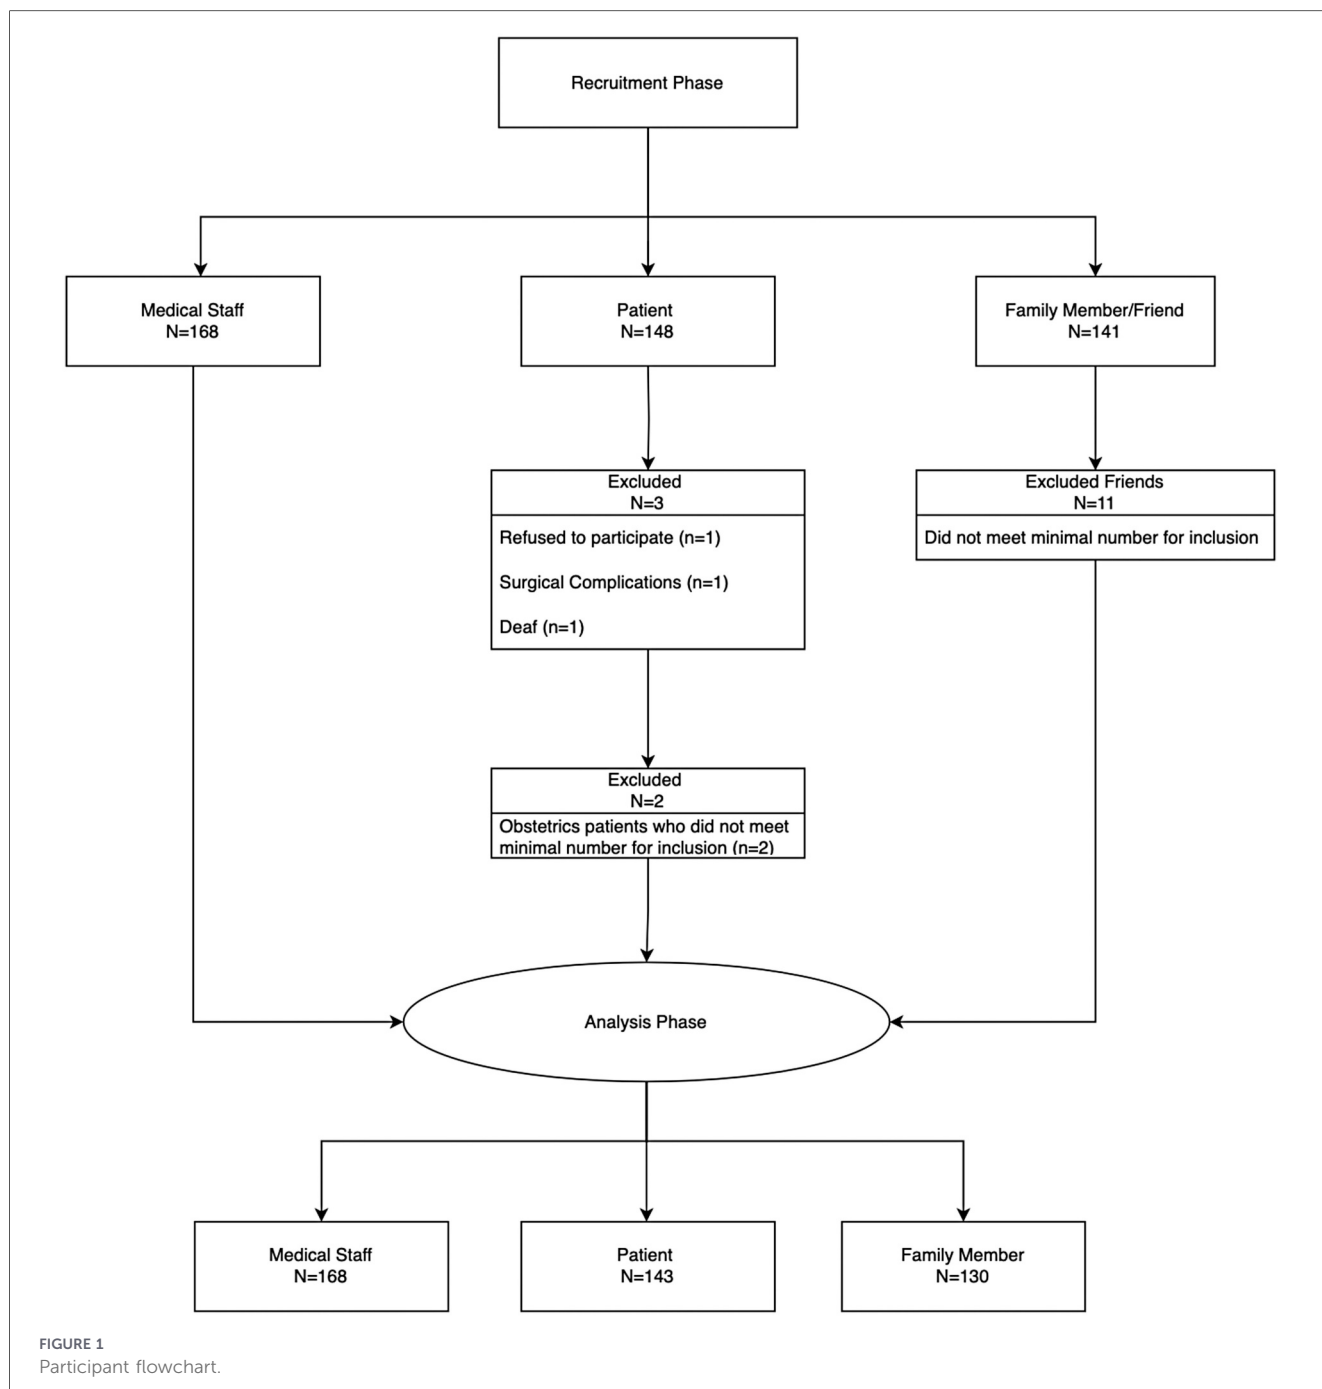 Recruitment Phase
Medical Staff
N=168
Patient
N=148
Family Member/Friend
N=141
Excluded
N=3
Refused to participate (n=1)
Surgical Complications (n=1)
Deaf (n=1)
Excluded Friends
N=11
Did not meet minimal number for inclusion
Excluded
N=2
Obstetrics patients who did not meet
minimal number for inclusion (n=2)
Analysis Phase
Medical Staff
N=168
Patient
N=143
Family Member
N=130
FIGURE 1
Participant flowchart.